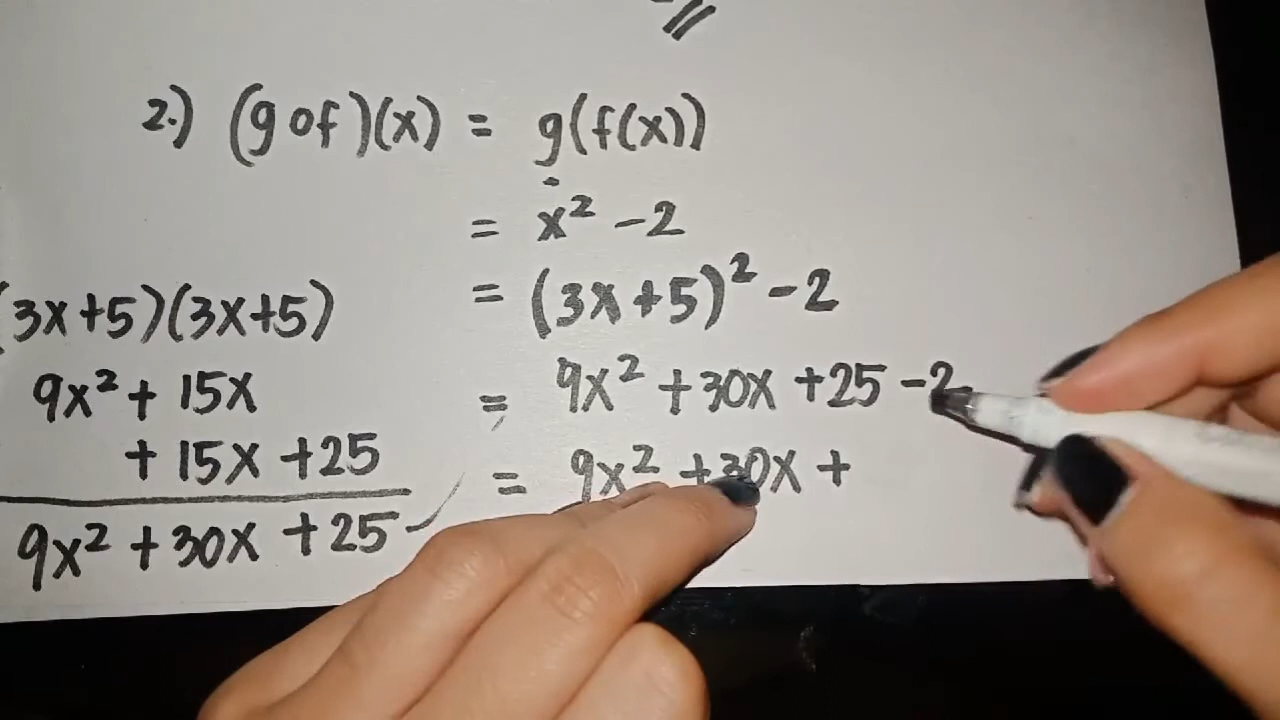 2.) (g o f)(x) = g(f(x))
= x² - 2
= (3x+5)² - 2
(3x+5)(3x+5)
9x² + 15x
+ 15x + 25
9x² + 30x + 25
= 9x² + 30x + 25 - 2
= 9x² + 30x +